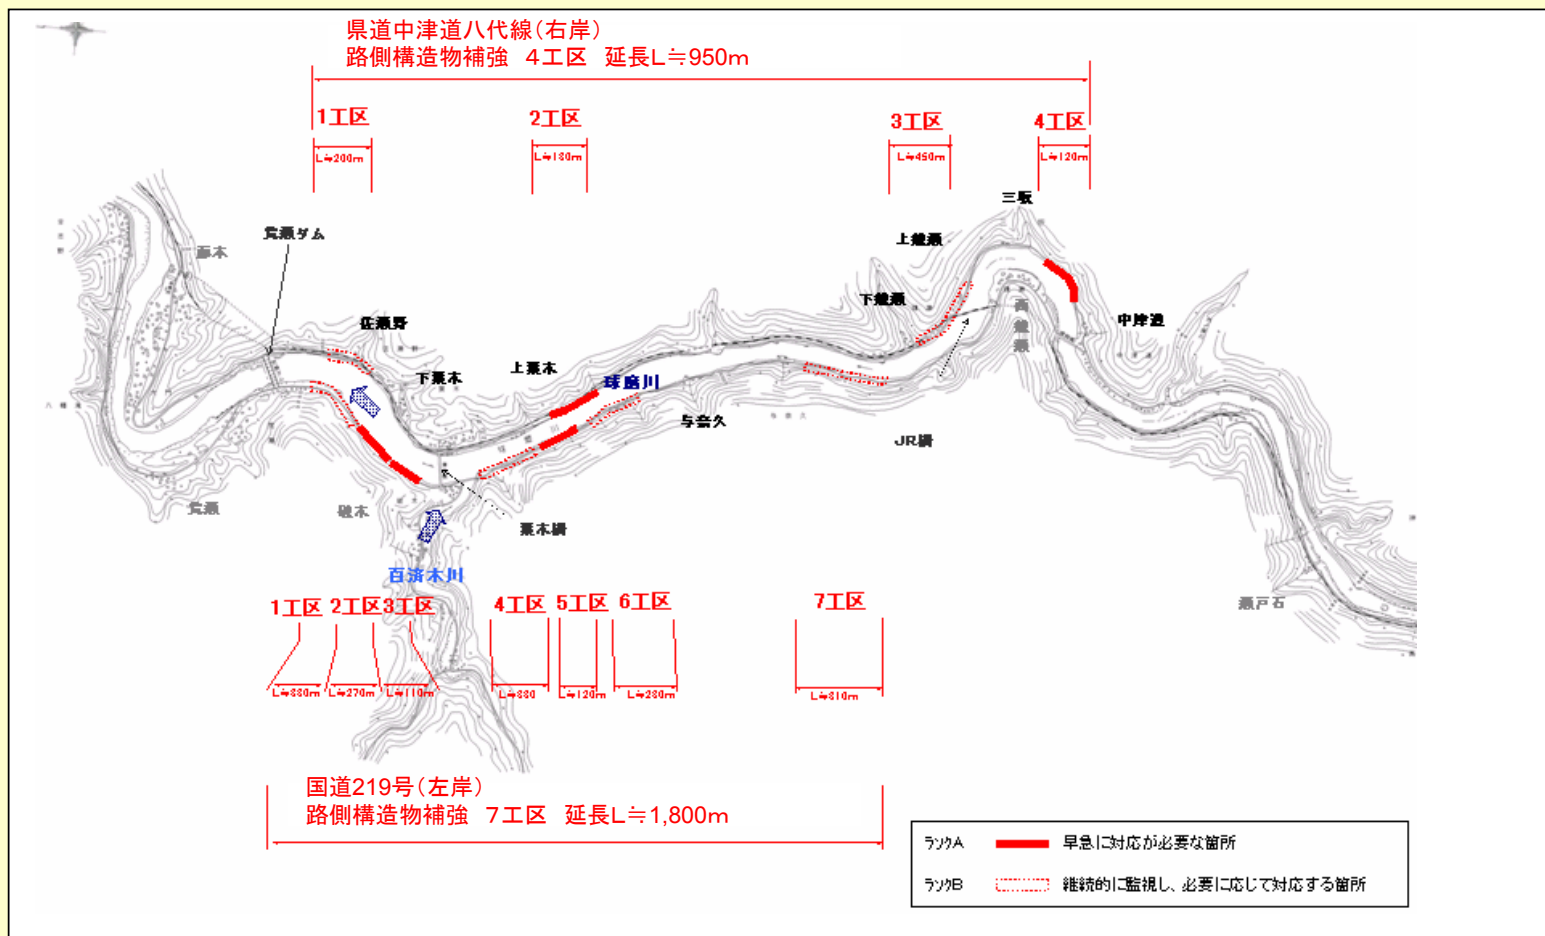 県道中津道八代線(右岸)
路側構造物補強 4工区 延長L≒950m
1工区
2工区
3工区
4工区
L≒200m
L≒180m
L≒450m
L≒120m
三坂
荒瀬ダム
藤木
上鎌瀬
下鎌瀬
西鎌瀬
中津道
佐瀬野
下葉木
上葉木
球磨川
与奈久
JR橋
荒瀬
葉木橋
百済木川
瀬戸石
1工区
2工区
3工区
4工区
5工区
6工区
7工区
L≒270m
L≒110m
L≒120m
L≒280m
国道219号(左岸)
路側構造物補強 7工区 延長L≒1,800m
ランクA 早急に対応が必要な箇所
ランクB 継続的に監視し、必要に応じて対応する箇所